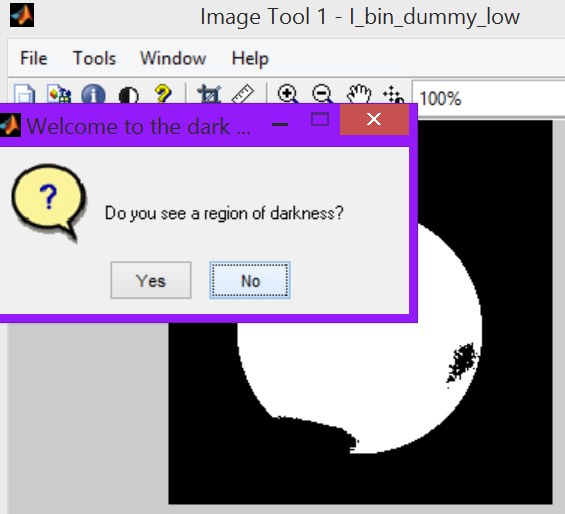 Image Tool 1 - I_bin_dummy_low
File Tools Window Help
100%
Welcome to the dark ...
?
Do you see a region of darkness?
Yes No